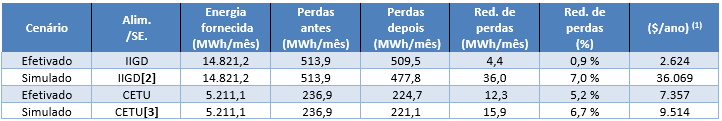 Cenário Alim. /SE. Energia fornecida (MWh/mês) Perdas antes (MWh/mês) Perdas depois (MWh/mês) Red. de perdas (MWh/mês) Red. de perdas (%) ($/ano) (1)
Efetivado IIGD 14.821,2 513,9 509,5 4,4 0,9 % 2.624
Simulado IIGD[2] 14.821,2 513,9 477,8 36,0 7,0 % 36.069
Efetivado CETU 5.211,1 236,9 224,7 12,3 5,2 % 7.357
Simulado CETU[3] 5.211,1 236,9 221,1 15,9 6,7 % 9.514